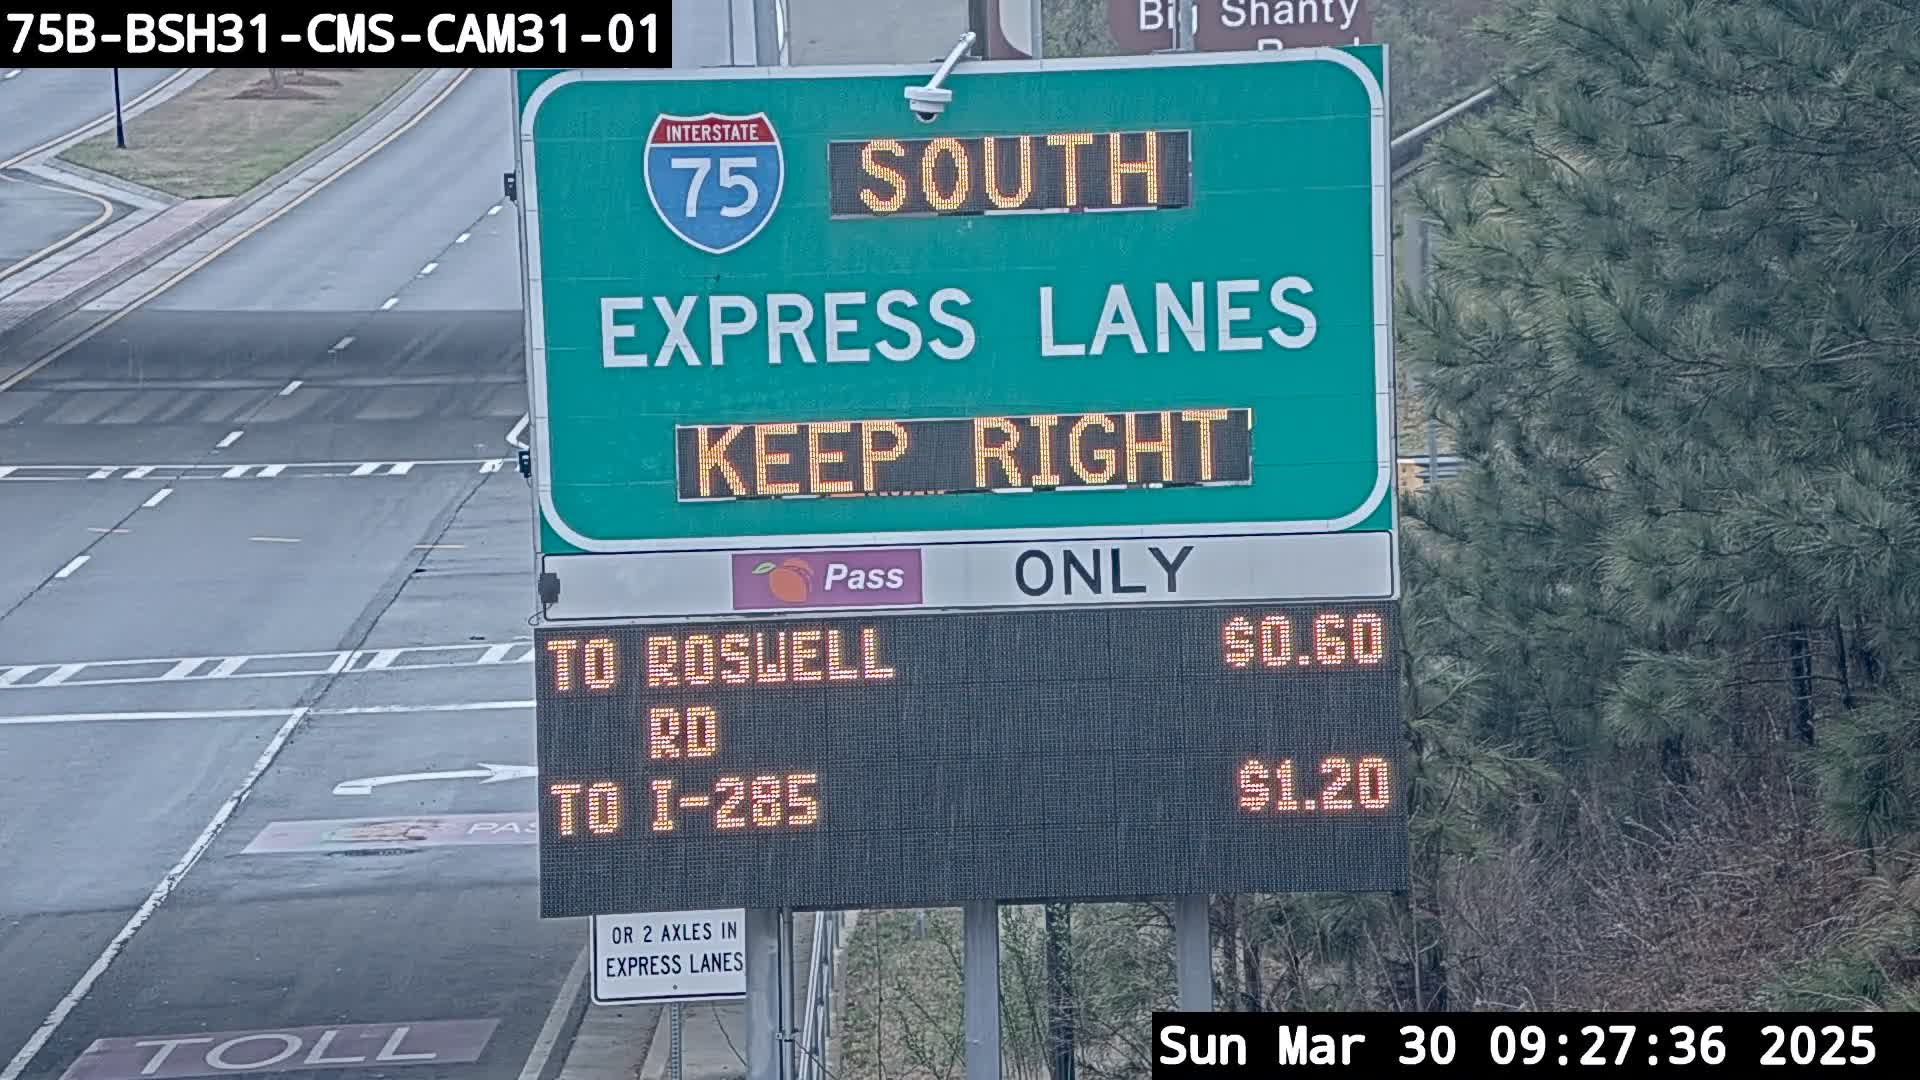 75B-BSH31-CMS-CAM31-01
Big Shanty
INTERSTATE
75
SOUTH
EXPRESS LANES
KEEP RIGHT
Pass ONLY
TO ROSWELL $0.60
RD
TO I-285 $1.20
OR 2 AXLES IN
EXPRESS LANES
TOLL
Sun Mar 30 09:27:36 2025